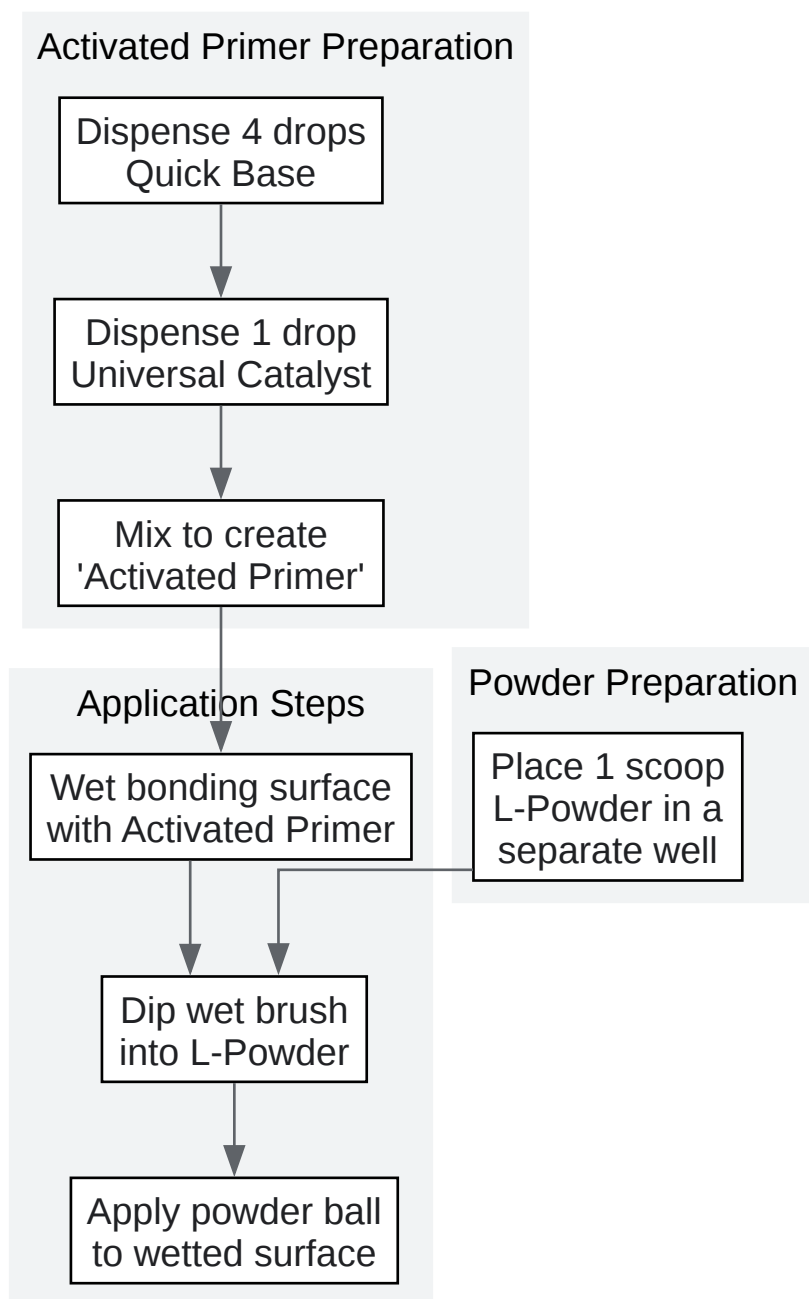 Activated Primer Preparation
Dispense 4 drops
Quick Base
Dispense 1 drop
Universal Catalyst
Mix to create
'Activated Primer'
Application Steps
Wet bonding surface
with Activated Primer
Powder Preparation
Place 1 scoop
L-Powder in a
separate well
Dip wet brush
into L-Powder
Apply powder ball
to wetted surface